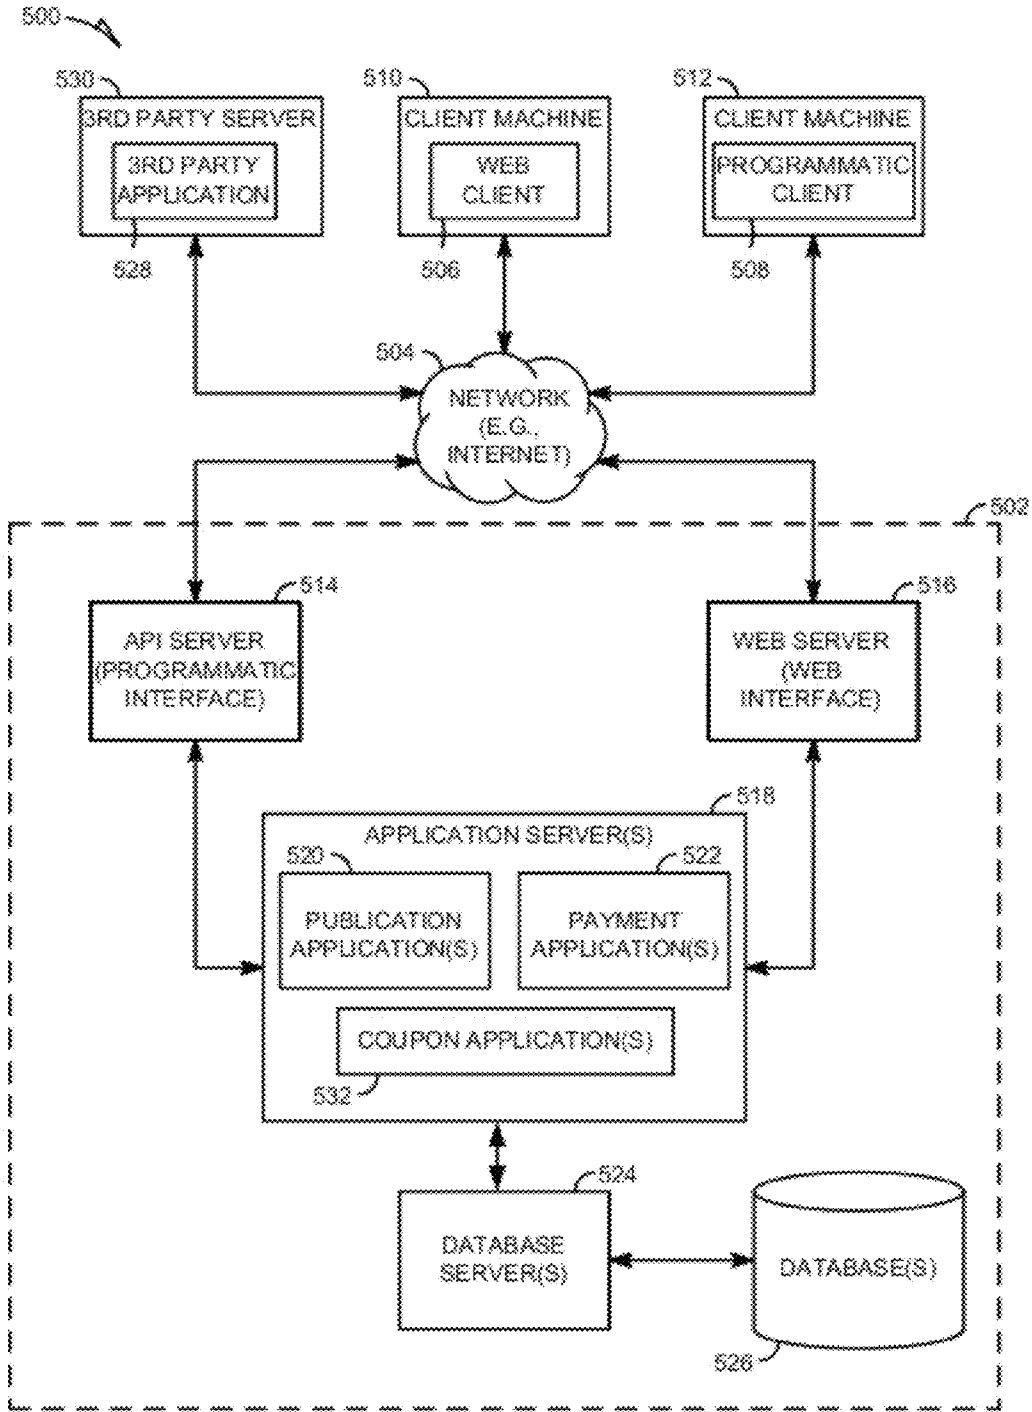 500
530
510
512
3RD PARTY SERVER
CLIENT MACHINE
CLIENT MACHINE
3RD PARTY
APPLICATION
WEB
CLIENT
PROGRAMMATIC
CLIENT
528
506
508
504
NETWORK
(E.G.,
INTERNET)
502
514
516
API SERVER
(PROGRAMMATIC
INTERFACE)
WEB SERVER
(WEB
INTERFACE)
518
APPLICATION SERVER(S)
520
522
PUBLICATION
APPLICATION(S)
PAYMENT
APPLICATION(S)
COUPON APPLICATION(S)
532
524
DATABASE
SERVER(S)
DATABASE(S)
526